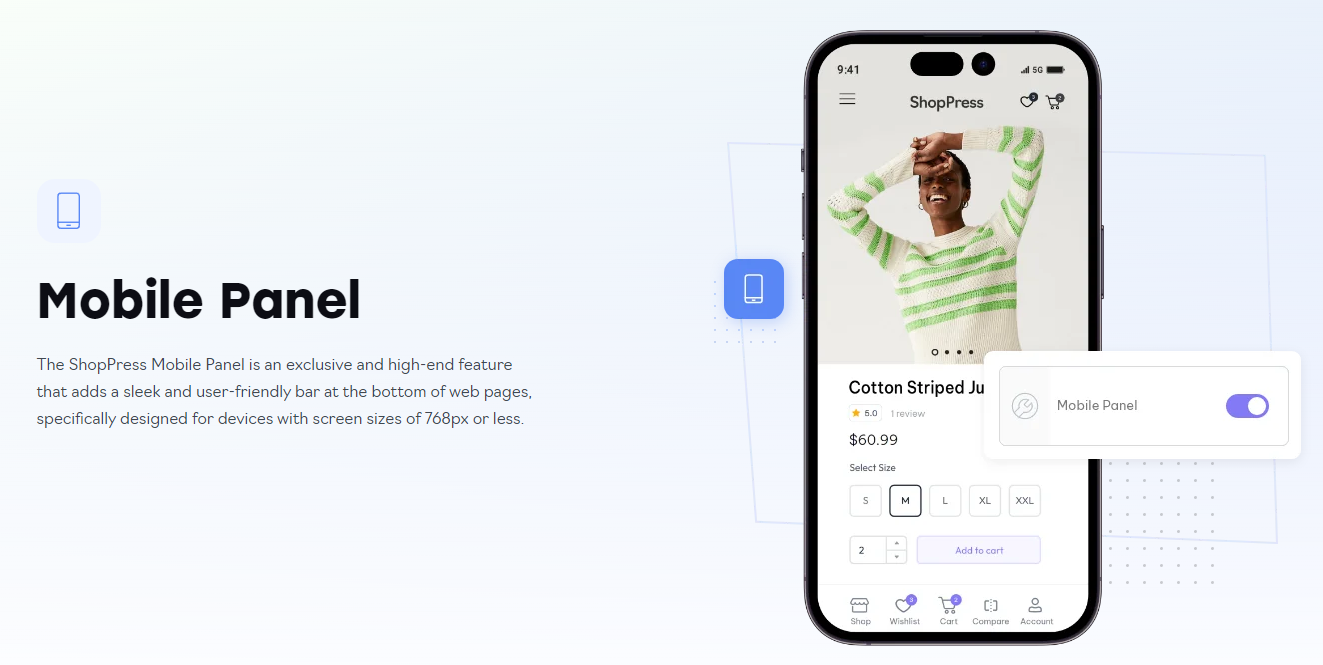 Mobile Panel
The ShopPress Mobile Panel is an exclusive and high-end feature
that adds a sleek and user-friendly bar at the bottom of web pages,
specifically designed for devices with screen sizes of 768px or less.
9:41
5G
ShopPress
2
Cotton Striped Ju
5.0 1 review
$60.99
Select Size
S M L XL XXL
2 Add to cart
3 2
Shop Wishlist Cart Compare Account
Mobile Panel